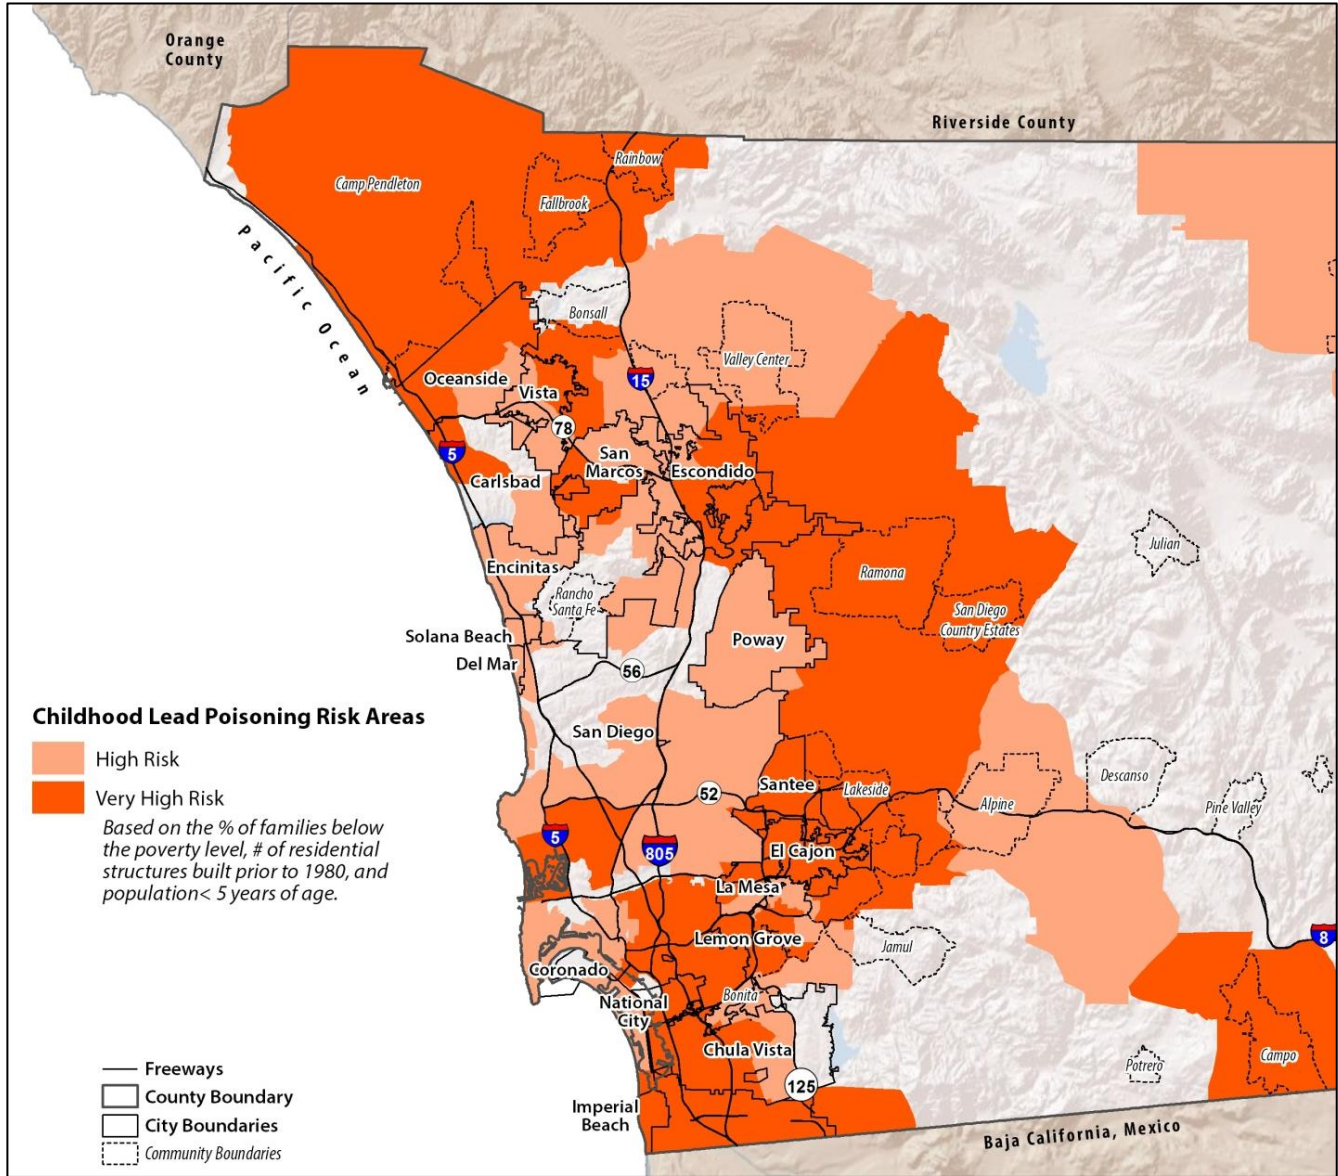 Orange
County
Riverside County
Rainbow
Camp Pendleton
Fallbrook
Pacific Ocean
Bonsall
Valley Center
Oceanside
15
Vista
78
5
San
Marcos
Escondido
Carlsbad
Julian
Encinitas
Ramona
Rancho
Santa Fe
San Diego
Country Estates
Solana Beach
Poway
Del Mar
56
Childhood Lead Poisoning Risk Areas
High Risk
Very High Risk
Based on the % of families below
the poverty level, # of residential
structures built prior to 1980, and
population< 5 years of age.
San Diego
Santee
52
Lakeside
Alpine
Descanso
Pine Valley
5
805
El Cajon
La Mesa
Lemon Grove
Jamul
8
Coronado
National
City
Bonita
Chula Vista
Campo
Potrero
125
Imperial
Beach
Baja California, Mexico
Freeways
County Boundary
City Boundaries
Community Boundaries